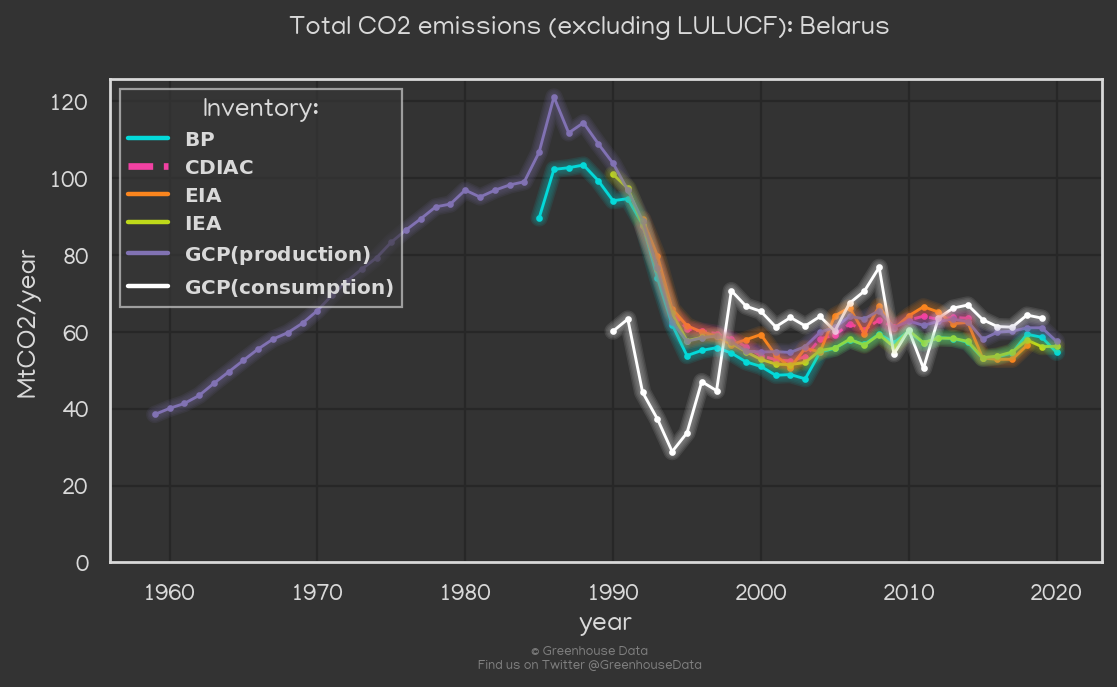 Total CO2 emissions (excluding LULUCF): Belarus
Inventory:
BP
CDIAC
EIA
IEA
GCP(production)
GCP(consumption)
MtCO2/year
120
100
80
60
40
20
0
1960 1970 1980 1990 2000 2010 2020
year
© Greenhouse Data
Find us on Twitter @GreenhouseData